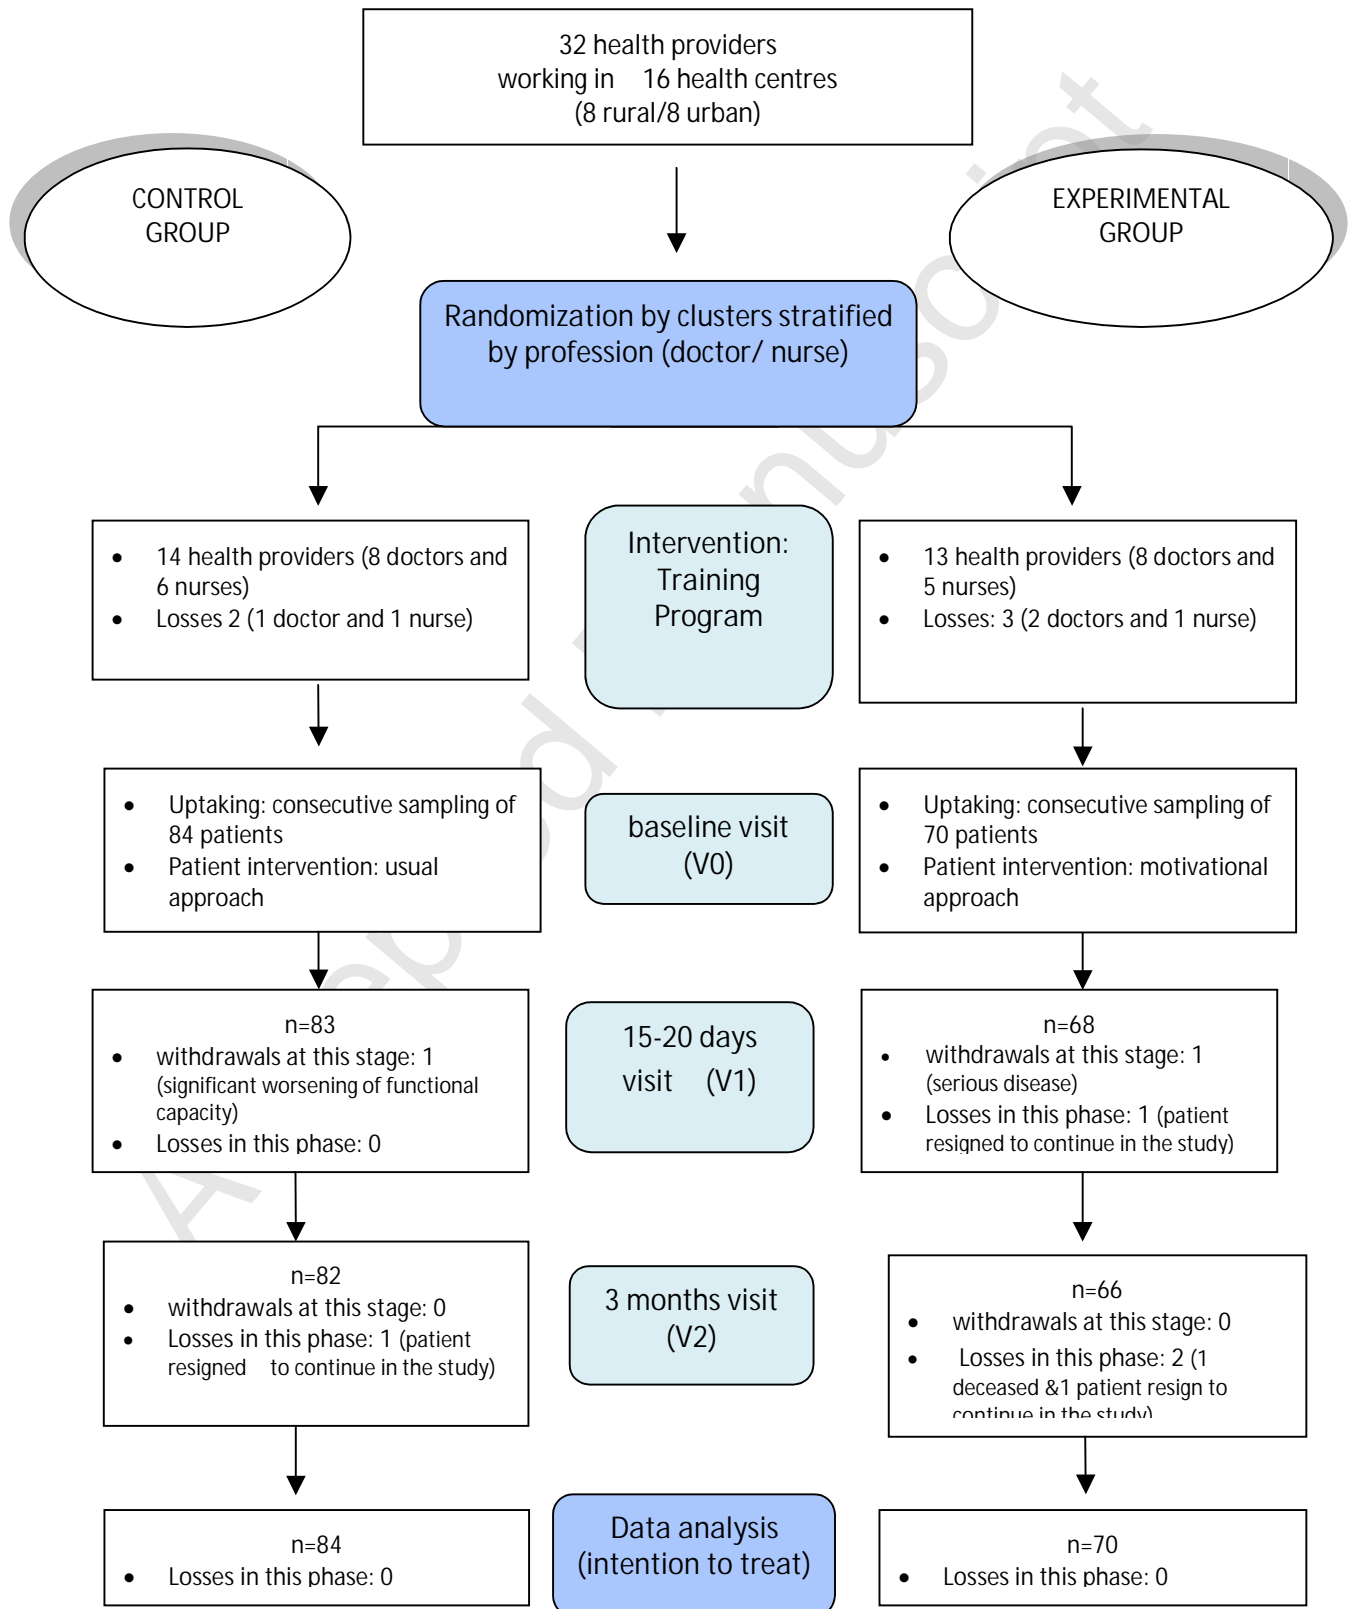 32 health providers
working in 16 health centres
(8 rural/8 urban)
CONTROL
GROUP
EXPERIMENTAL
GROUP
Randomization by clusters stratified
by profession (doctor/ nurse)
• 14 health providers (8 doctors and
6 nurses)
• Losses 2 (1 doctor and 1 nurse)
Intervention:
Training
Program
• 13 health providers (8 doctors and
5 nurses)
• Losses: 3 (2 doctors and 1 nurse)
• Uptaking: consecutive sampling of
84 patients
• Patient intervention: usual
approach
baseline visit
(V0)
• Uptaking: consecutive sampling of
70 patients
• Patient intervention: motivational
approach
n=83
• withdrawals at this stage: 1
(significant worsening of functional
capacity)
• Losses in this phase: 0
15-20 days
visit (V1)
n=68
• withdrawals at this stage: 1
(serious disease)
• Losses in this phase: 1 (patient
resigned to continue in the study)
n=82
• withdrawals at this stage: 0
• Losses in this phase: 1 (patient
resigned to continue in the study)
3 months visit
(V2)
n=66
• withdrawals at this stage: 0
• Losses in this phase: 2 (1
deceased &1 patient resign to
continue in the study)
n=84
• Losses in this phase: 0
Data analysis
(intention to treat)
n=70
• Losses in this phase: 0
Accepted Manuscript